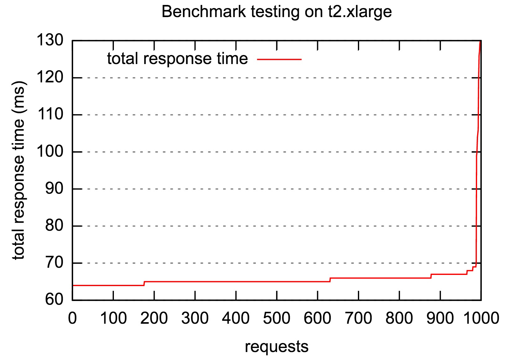 Benchmark testing on t2.xlarge
total response time
total response time (ms)
130
120
110
100
90
80
70
60
0 100 200 300 400 500 600 700 800 900 1000
requests